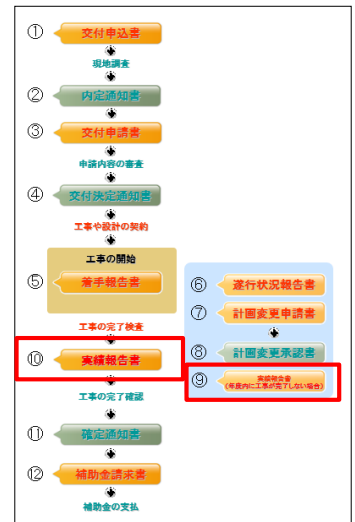 ① 交付申込書
現地調査
② 内定通知書
③ 交付申請書
申請内容の審査
④ 交付決定通知書
工事や設計の契約
工事の開始
⑤ 着手報告書
工事の完了検査
⑩ 実績報告書
工事の完了確認
⑪ 確定通知書
⑫ 補助金請求書
補助金の支払
⑥ 遂行状況報告書
⑦ 計画変更申請書
⑧ 計画変更承認書
⑨ 実績報告書
(年度内に工事が完了しない場合)